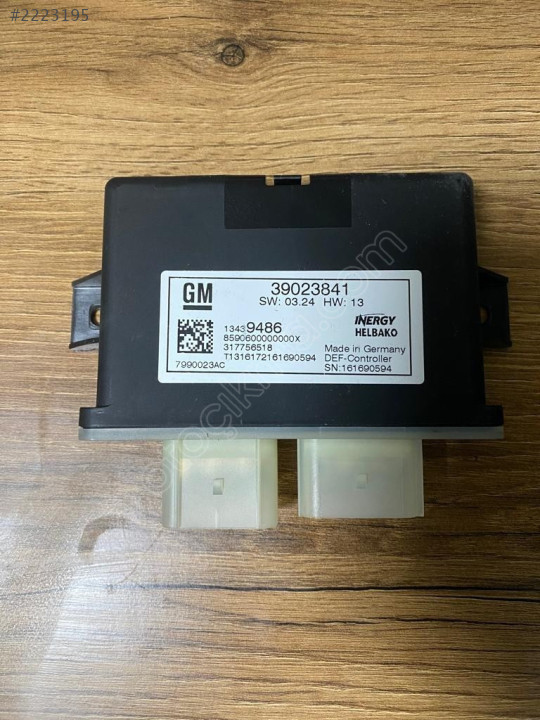 #2223195
GM
39023841
SW: 03.24 HW: 13
13439486
8590600000000X
317756518
T1316172161690594
7990023AC
INERGY
HELBAKO
Made in Germany
DEF-Controller
SN:161690594